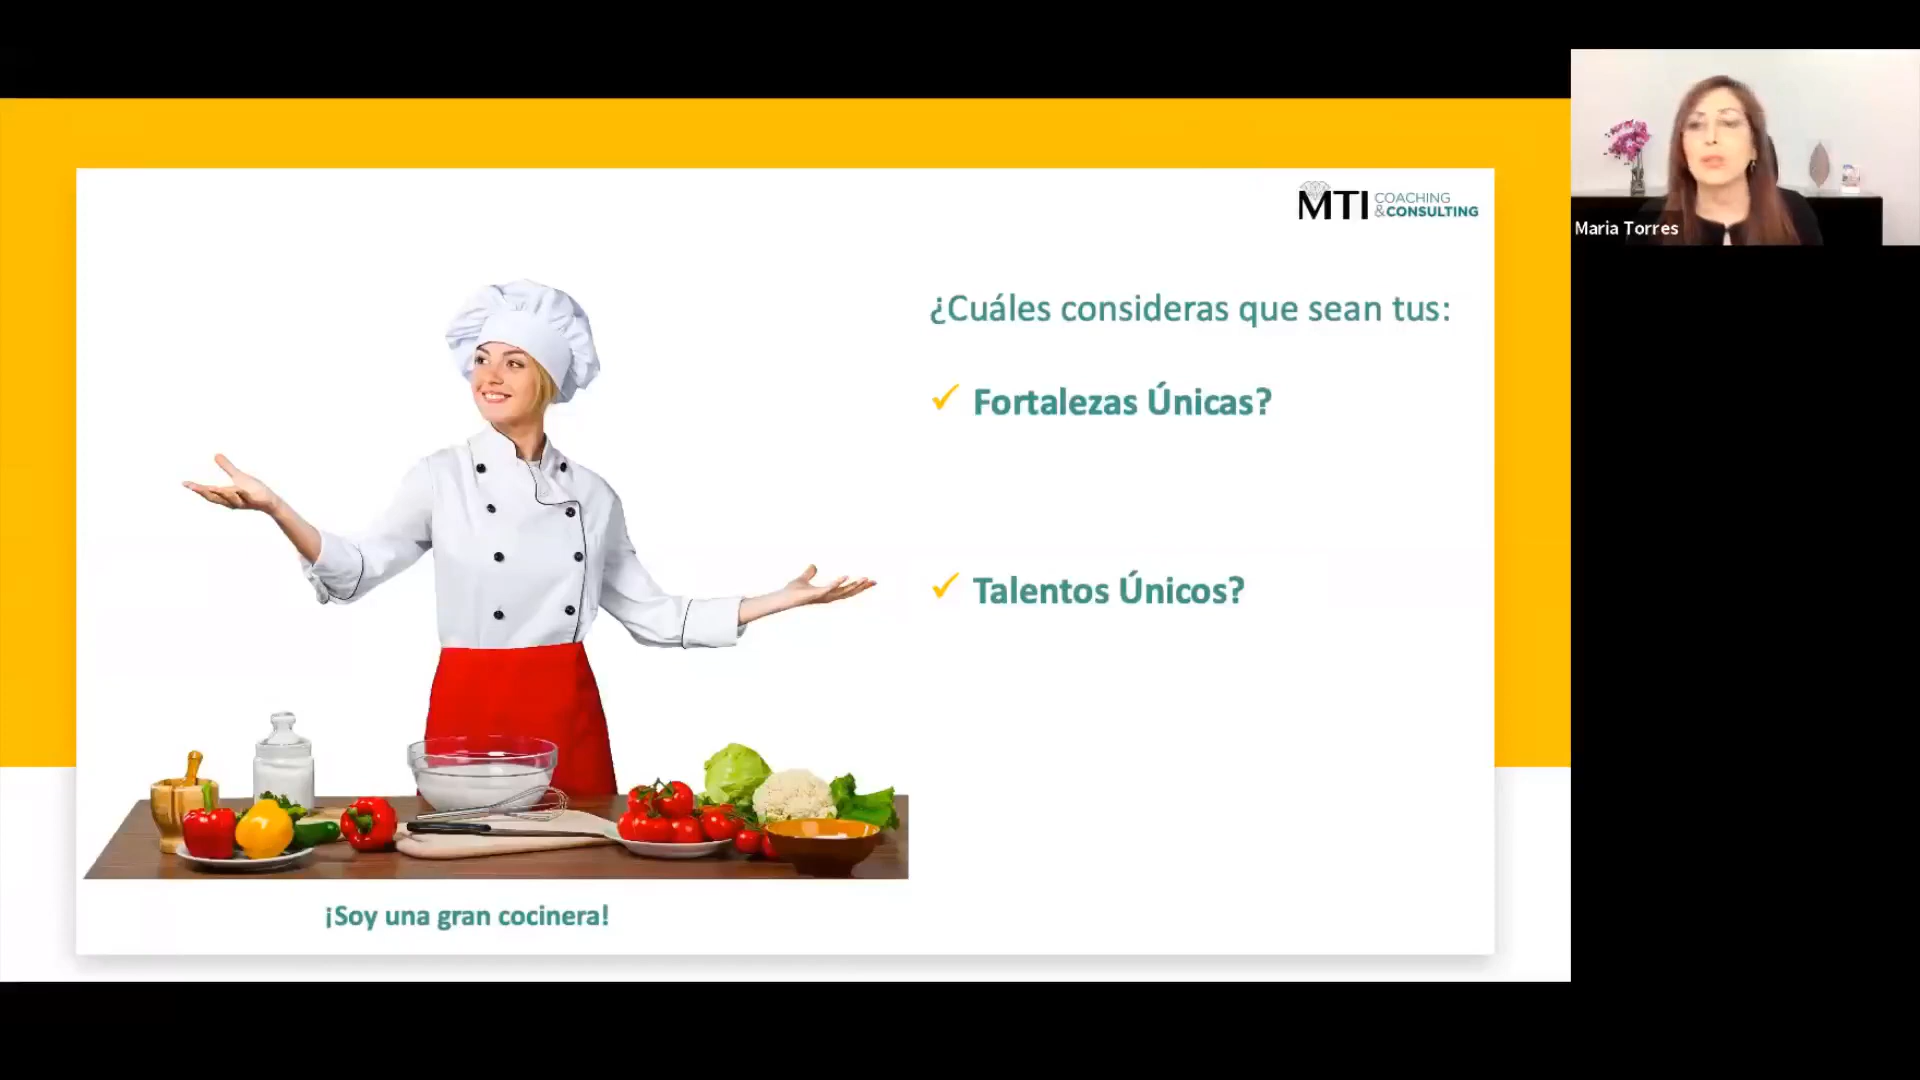 MTI COACHING
&CONSULTING
¿Cuáles consideras que sean tus:
Fortalezas Únicas?
Talentos Únicos?
¡Soy una gran cocinera!
Maria Torres